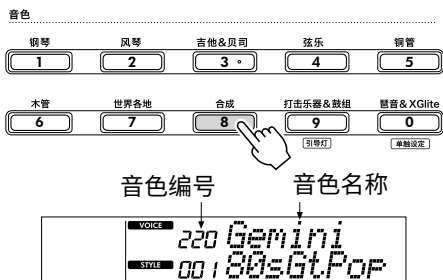 音色
钢琴 风琴 吉他&贝司 弦乐 铜管
1 2 3 4 5
木管 世界各地 合成 打击乐器&鼓组 琶音&XGlite
6 7 8 9 0
引导灯 单触设定
音色编号 音色名称
VOICE 220 Gemini
STYLE 001 80sGtPop